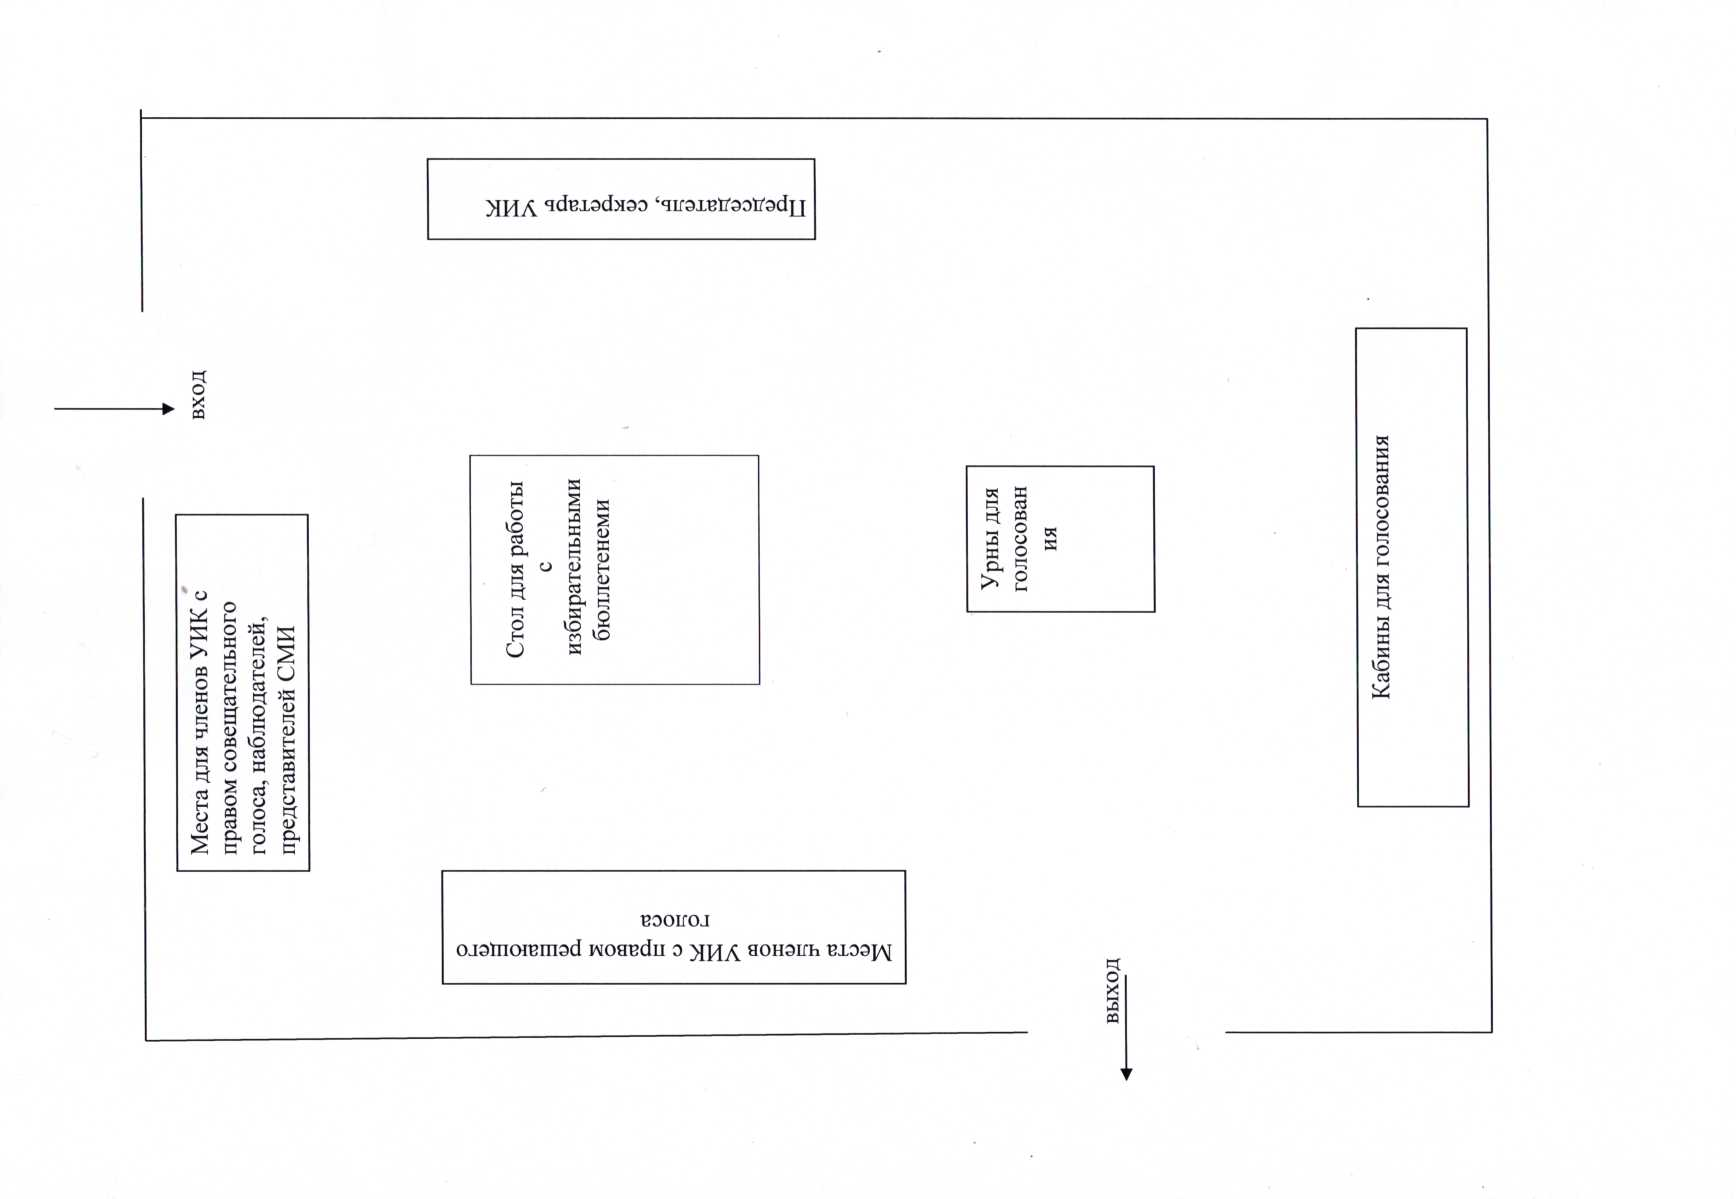 Председатель, секретарь УИК
вход
Места для членов УИК с
правом совещательного
голоса, наблюдателей,
представителей СМИ
Стол для работы
с
избирательными
бюллетенеми
Урны для
голосован
ия
Кабины для голосования
Места членов УИК с правом решающего
голоса
выход